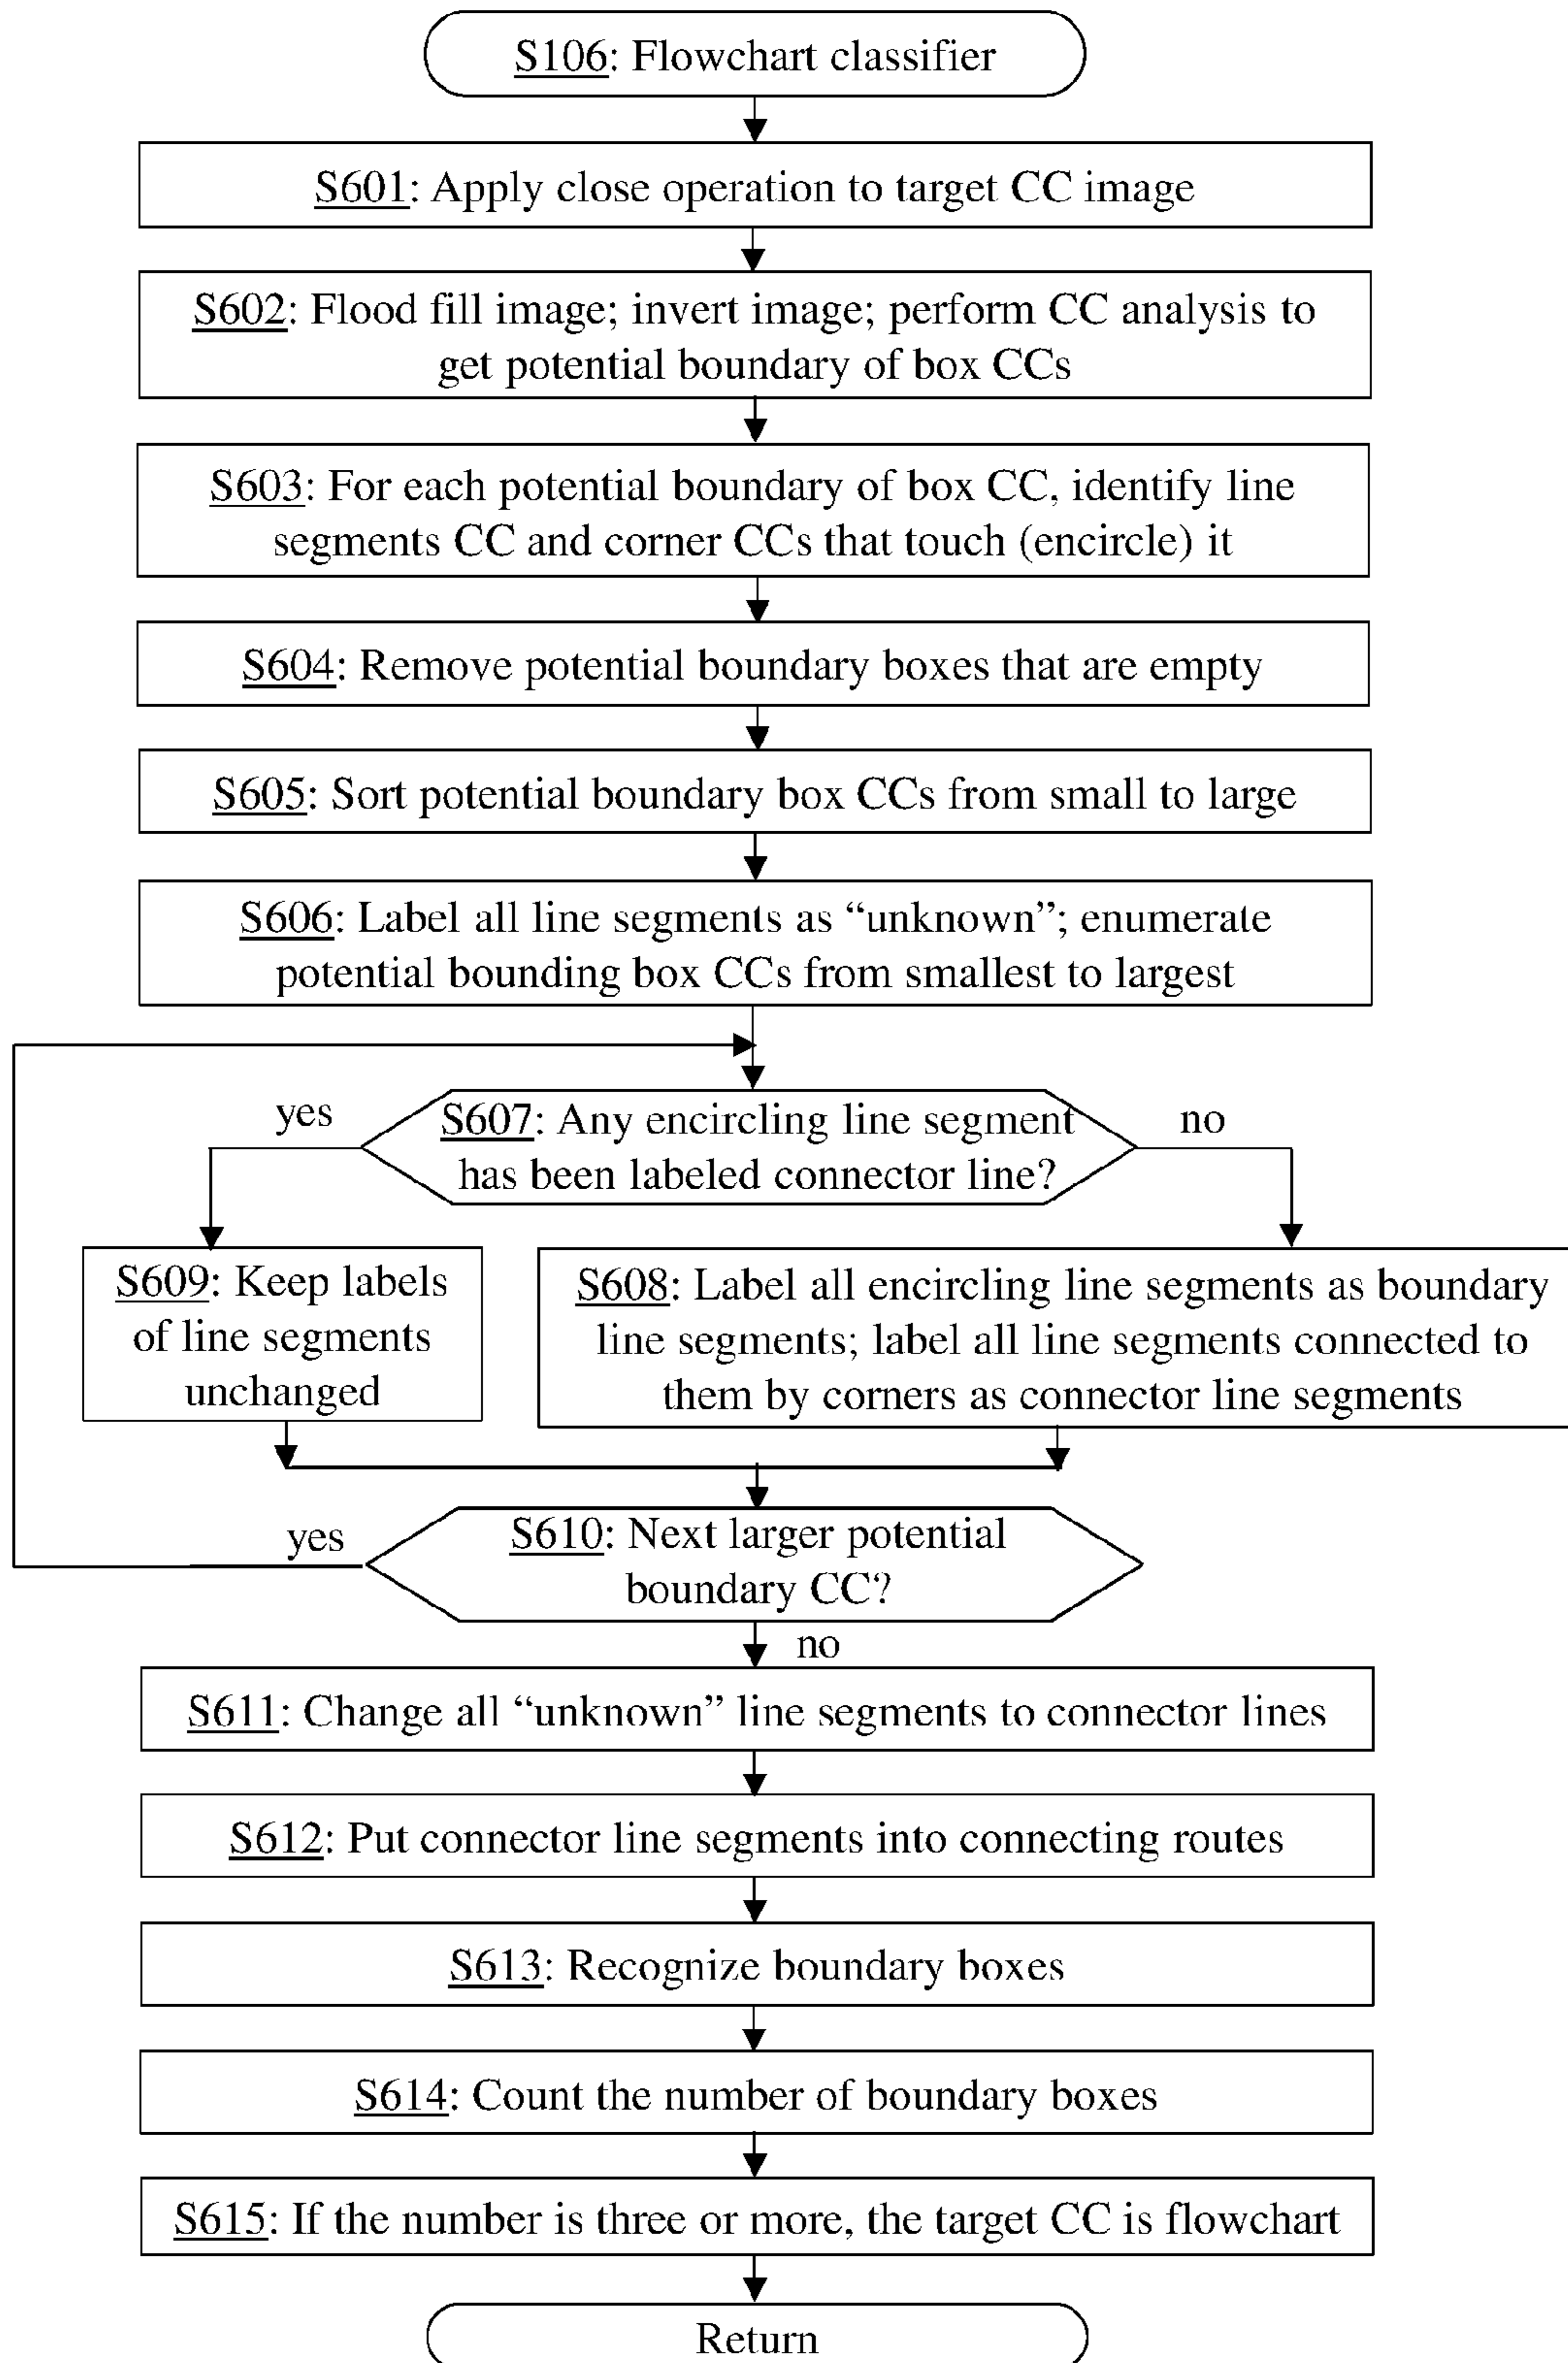 S106: Flowchart classifier
S601: Apply close operation to target CC image
S602: Flood fill image; invert image; perform CC analysis to
get potential boundary of box CCs
S603: For each potential boundary of box CC, identify line
segments CC and corner CCs that touch (encircle) it
S604: Remove potential boundary boxes that are empty
S605: Sort potential boundary box CCs from small to large
S606: Label all line segments as “unknown”; enumerate
potential bounding box CCs from smallest to largest
yes
S607: Any encircling line segment
has been labeled connector line?
no
S609: Keep labels
of line segments
unchanged
S608: Label all encircling line segments as boundary
line segments; label all line segments connected to
them by corners as connector line segments
yes
S610: Next larger potential
boundary CC?
no
S611: Change all “unknown” line segments to connector lines
S612: Put connector line segments into connecting routes
S613: Recognize boundary boxes
S614: Count the number of boundary boxes
S615: If the number is three or more, the target CC is flowchart
Return